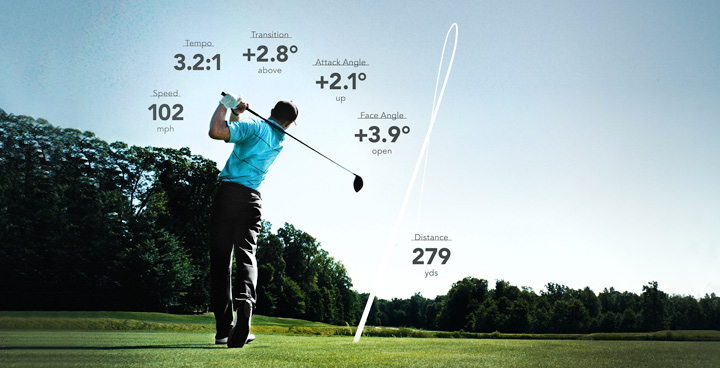 Speed
102
mph
Tempo
3.2:1
Transition
+2.8°
above
Attack Angle
+2.1°
up
Face Angle
+3.9°
open
Distance
279
yds